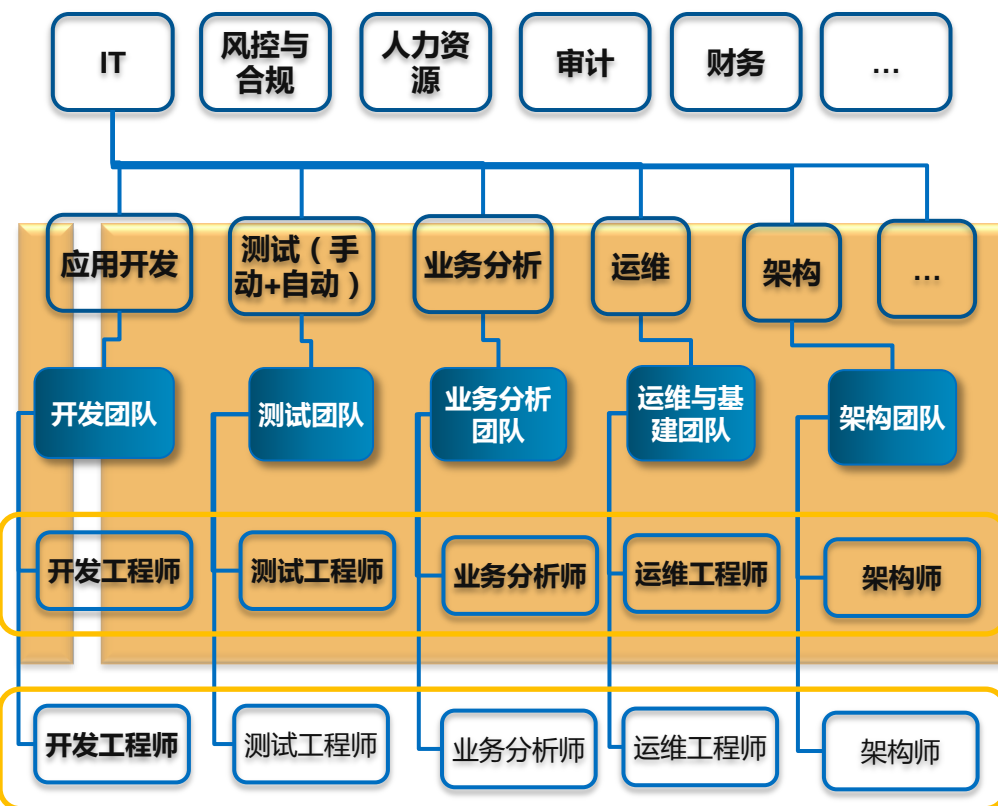 IT
风控与
合规
人力资
源
审计
财务
…
应用开发
测试（手
动+自动）
业务分析
运维
架构
…
开发团队
测试团队
业务分析
团队
运维与基
建团队
架构团队
开发工程师
测试工程师
业务分析师
运维工程师
架构师
开发工程师
测试工程师
业务分析师
运维工程师
架构师